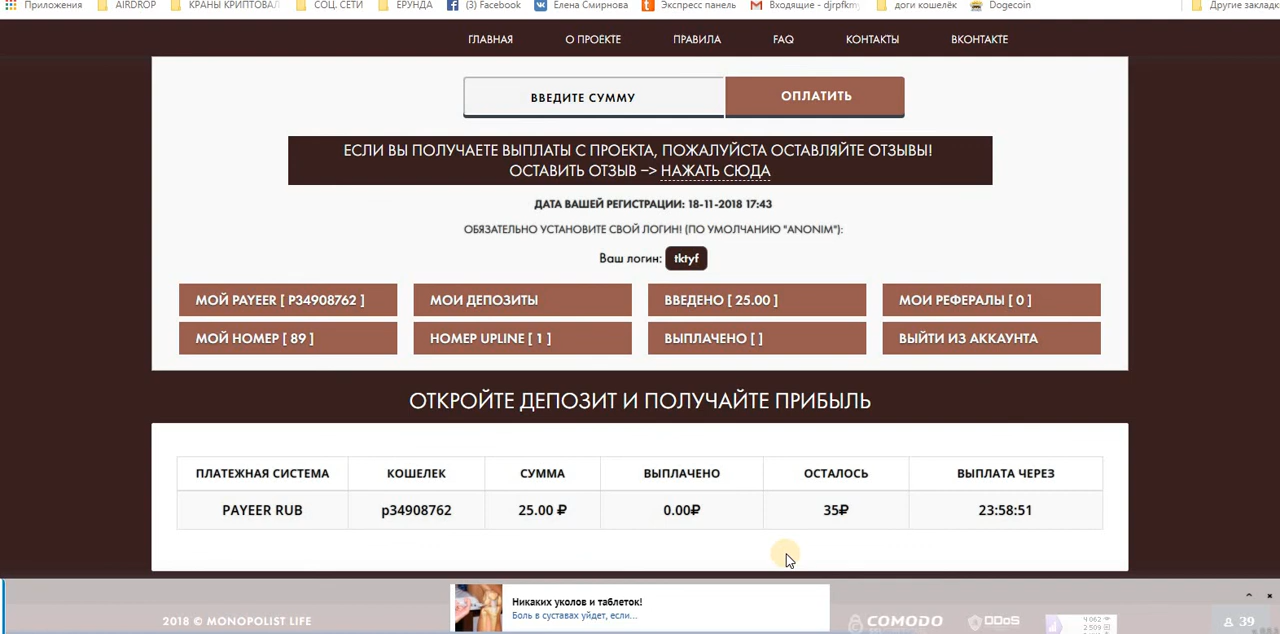 Приложения AIRDROP КРАНЫ КРИПТОВАЛ СОЦ. СЕТИ ЕРУНДА (3) Facebook Елена Смирнова Экспресс панель Входящие - djrpfkmy доги кошелёк Dogecoin Другие закладк
ГЛАВНАЯ О ПРОЕКТЕ ПРАВИЛА FAQ КОНТАКТЫ ВКОНТАКТЕ
ВВЕДИТЕ СУММУ ОПЛАТИТЬ
ЕСЛИ ВЫ ПОЛУЧАЕТЕ ВЫПЛАТЫ С ПРОЕКТА, ПОЖАЛУЙСТА ОСТАВЛЯЙТЕ ОТЗЫВЫ!
ОСТАВИТЬ ОТЗЫВ –> НАЖАТЬ СЮДА
ДАТА ВАШЕЙ РЕГИСТРАЦИИ: 18-11-2018 17:43
ОБЯЗАТЕЛЬНО УСТАНОВИТЕ СВОЙ ЛОГИН! (ПО УМОЛЧАНИЮ "ANONIM"):
Ваш логин: tktyf
МОЙ PAYEER [ P34908762 ] МОИ ДЕПОЗИТЫ ВВЕДЕНО [ 25.00 ] МОИ РЕФЕРАЛЫ [ 0 ]
МОЙ НОМЕР [ 89 ] НОМЕР UPLINE [ 1 ] ВЫПЛАЧЕНО [ ] ВЫЙТИ ИЗ АККАУНТА
ОТКРОЙТЕ ДЕПОЗИТ И ПОЛУЧАЙТЕ ПРИБЫЛЬ
ПЛАТЕЖНАЯ СИСТЕМА КОШЕЛЕК СУММА ВЫПЛАЧЕНО ОСТАЛОСЬ ВЫПЛАТА ЧЕРЕЗ
PAYEER RUB p34908762 25.00 ₽ 0.00₽ 35₽ 23:58:51
Никаких уколов и таблеток!
Боль в суставах уйдет, если...
2018 © MONOPOLIST LIFE COMODO DDoS 4 062 39
2 509